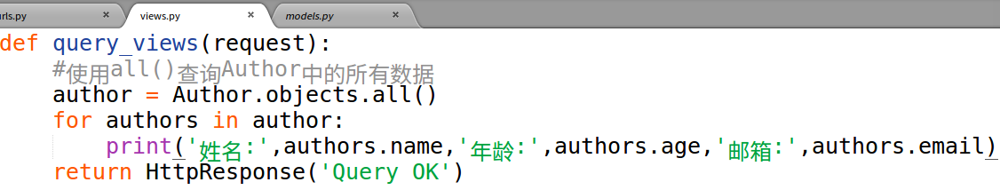 rls.py × views.py × models.py ×
def query_views(request):
    #使用all()查询Author中的所有数据
    author = Author.objects.all()
    for authors in author:
        print('姓名:',authors.name,'年龄:',authors.age,'邮箱:',authors.email)
    return HttpResponse('Query OK')